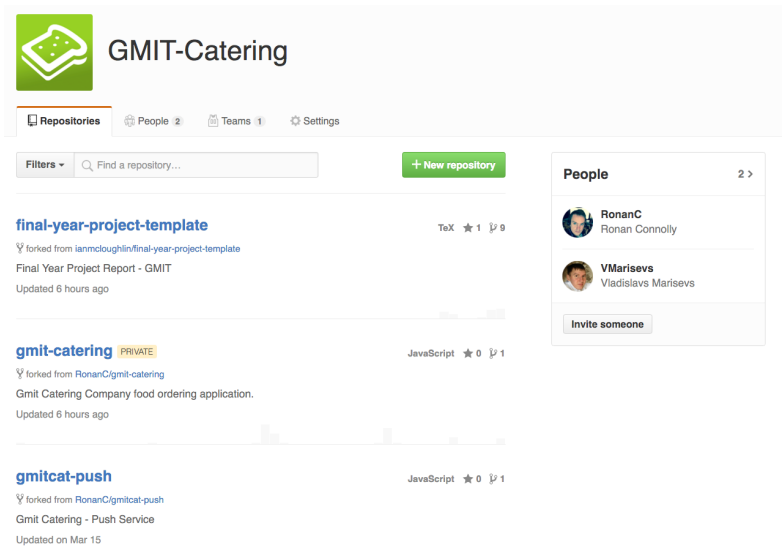 GMIT-Catering
Repositories People 2 Teams 1 Settings
Filters Find a repository... New repository
final-year-project-template TeX 1 9
forked from ianmcloughlin/final-year-project-template
Final Year Project Report - GMIT
Updated 6 hours ago
gmit-catering PRIVATE JavaScript 0 1
forked from RonanC/gmit-catering
Gmit Catering Company food ordering application.
Updated 6 hours ago
gmitcat-push JavaScript 0 1
forked from RonanC/gmitcat-push
Gmit Catering - Push Service
Updated on Mar 15
People 2 >
RonanC
Ronan Connolly
VMarisevs
Vladislavs Marisevs
Invite someone